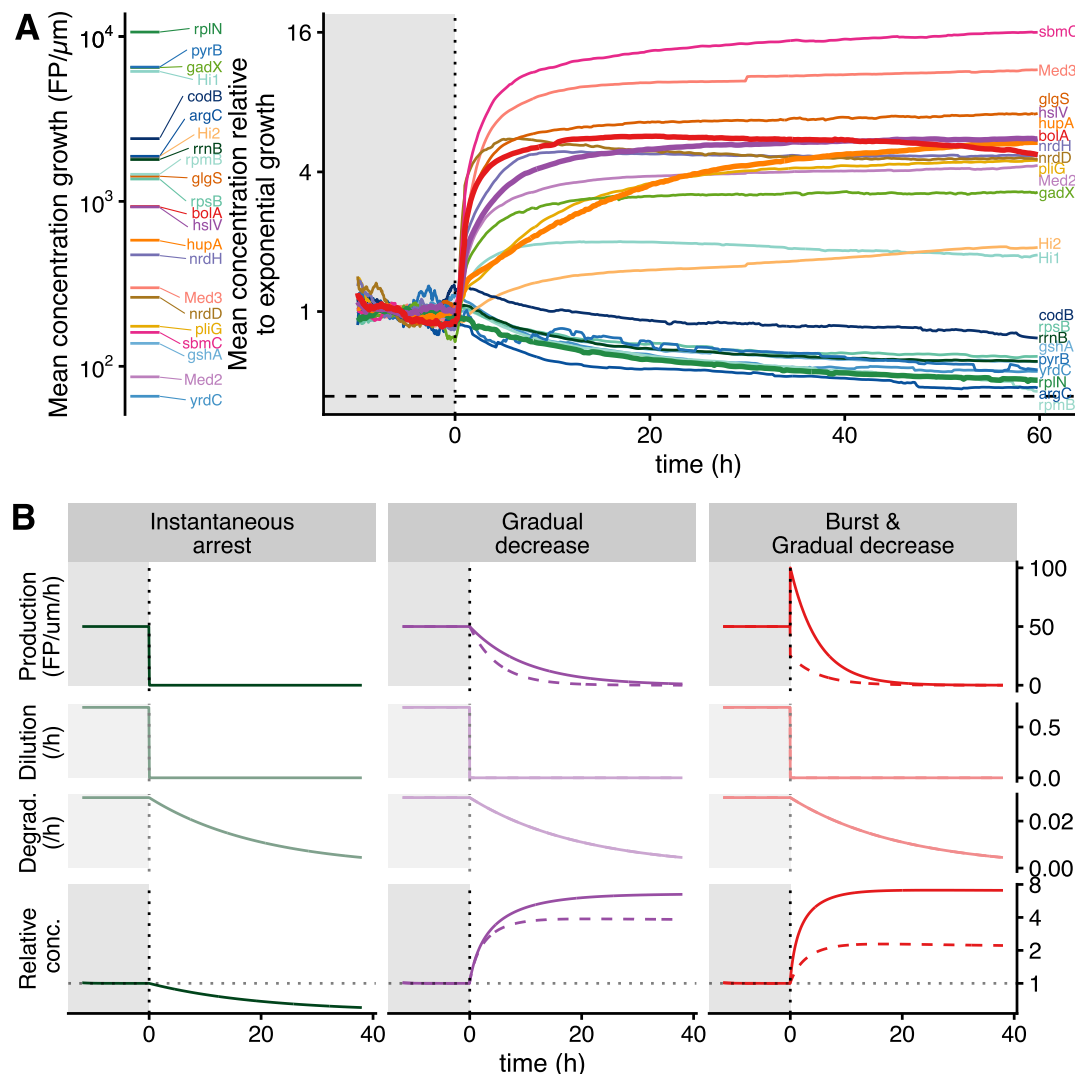 A
Mean concentration growth (FP/µm)
10⁴
10³
10²
rplN
pyrB
gadX
Hi1
codB
argC
Hi2
rrnB
rpmB
glgS
rpsB
bolA
hslV
hupA
nrdH
Med3
nrdD
pliG
sbmC
gshA
Med2
yrdC
Mean concentration relative
to exponential growth
16
4
1
sbmC
Med3
glgS
hslV
hupA
bolA
nrdH
nrdD
pliG
Med2
gadX
Hi2
Hi1
codB
rpsB
rrnB
gshA
pyrB
yrdC
rplN
argC
rpmB
0
20
40
60
time (h)
B
Instantaneous
arrest
Gradual
decrease
Burst &
Gradual decrease
Production
(FP/um/h)
100
50
0
Dilution
(/h)
0.5
0.0
Degrad.
(/h)
0.02
0.00
Relative
conc.
8
4
2
1
0
20
40
0
20
40
0
20
40
time (h)